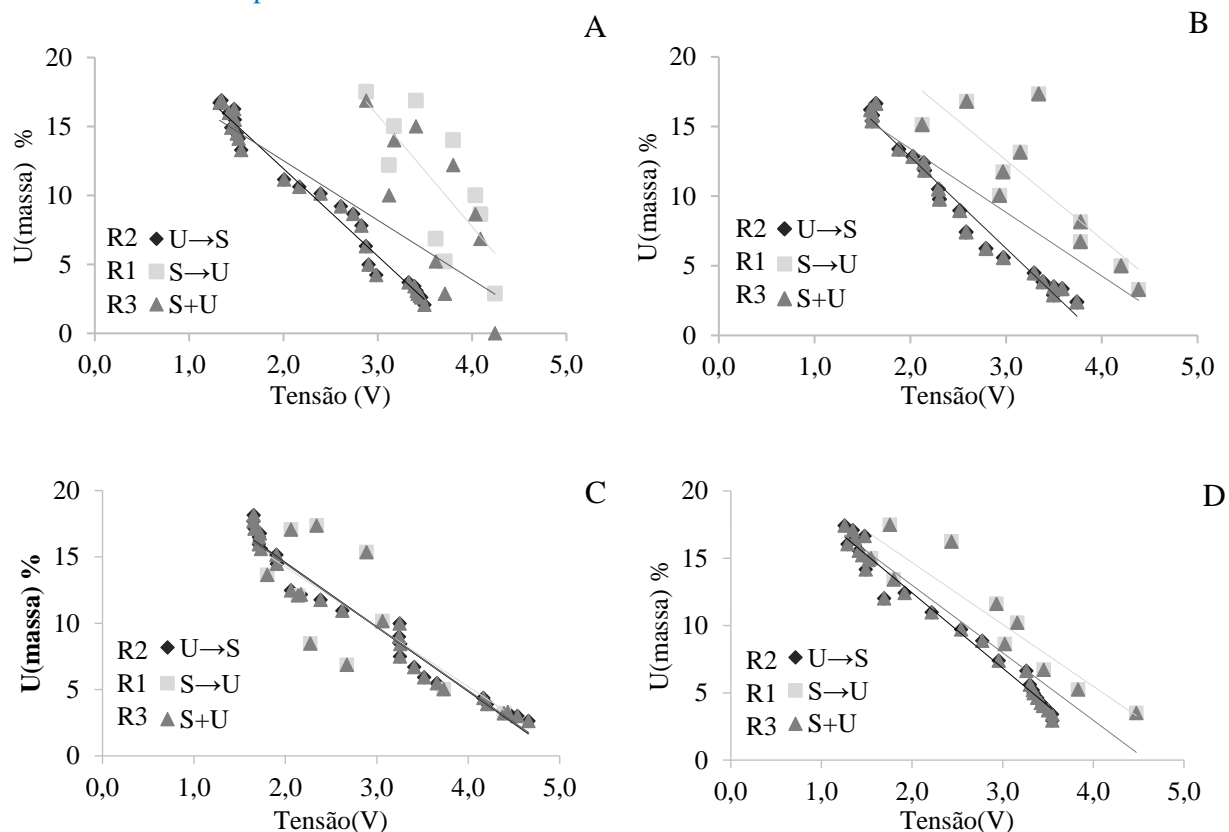 A
U(massa) %
20
15
10
5
0
R2 U→S
R1 S→U
R3 S+U
0,0 1,0 2,0 3,0 4,0 5,0
Tensão (V)
B
U(massa) %
20
15
10
5
0
R2 U→S
R1 S→U
R3 S+U
0,0 1,0 2,0 3,0 4,0 5,0
Tensão(V)
C
U(massa) %
20
15
10
5
0
R2 U→S
R1 S→U
R3 S+U
0,0 1,0 2,0 3,0 4,0 5,0
Tensão(V)
D
U(massa) %
20
15
10
5
0
R2 U→S
R1 S→U
R3 S+U
0,0 1,0 2,0 3,0 4,0 5,0
Tensão(V)